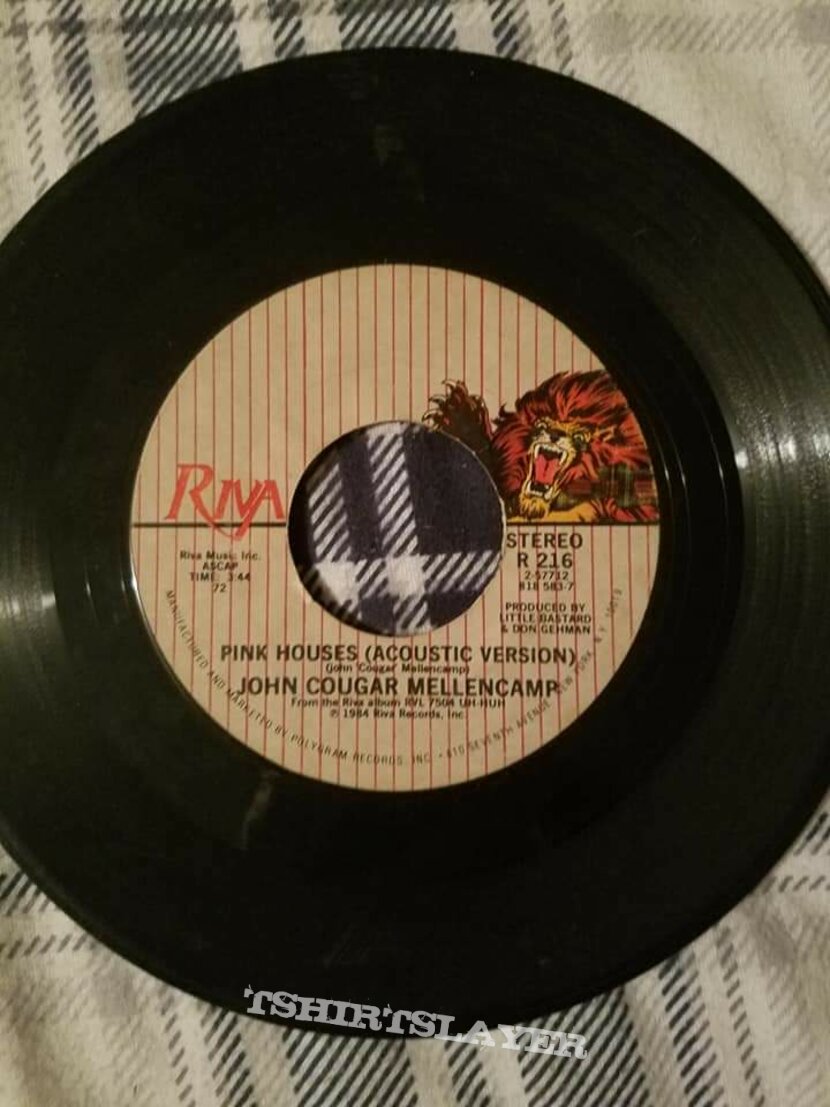 RIVA
Riva Music Inc.
ASCAP
TIME: 3:44
72
STEREO
R 216
2-57712
818 583-7
PRODUCED BY
LITTLE BASTARD
& DON GEHMAN
PINK HOUSES (ACOUSTIC VERSION)
(John Cougar Mellencamp)
JOHN COUGAR MELLENCAMP
From the Riva album RVL 7504 UH-HUH
℗ 1984 Riva Records, Inc.
MANUFACTURED AND MARKETED BY POLYGRAM RECORDS, INC. • 810 SEVENTH AVENUE, NEW YORK, N.Y. 10019
TSHIRTSLAYER